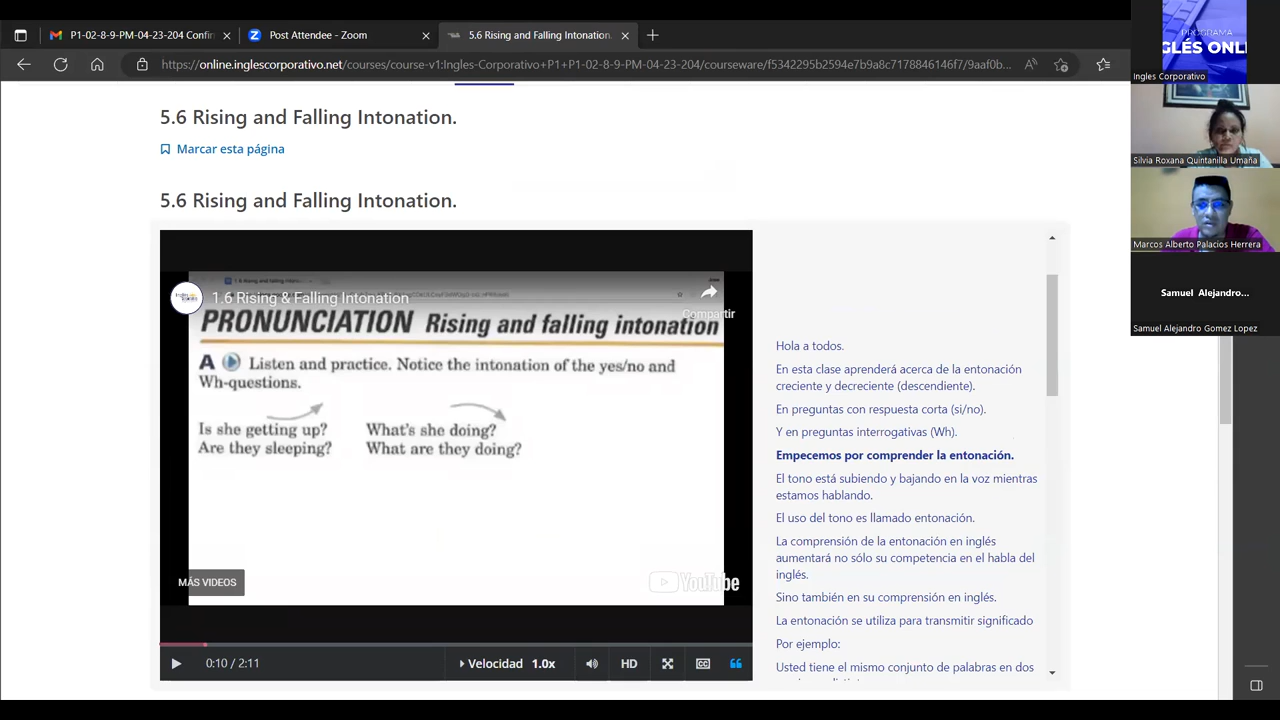 P1-02-8-9-PM-04-23-204 Confir
Post Attendee - Zoom
5.6 Rising and Falling Intonation.
https://online.inglescorporativo.net/courses/course-v1:Ingles-Corporativo+P1+P1-02-8-9-PM-04-23-204/courseware/f5342295b2594e7b9a8c7178846146f7/9aaf0b...
5.6 Rising and Falling Intonation.
Marcar esta página
5.6 Rising and Falling Intonation.
1.6 Rising & Falling Intonation
Compartir
PRONUNCIATION Rising and falling intonation
A Listen and practice. Notice the intonation of the yes/no and
Wh-questions.
Is she getting up? What's she doing?
Are they sleeping? What are they doing?
MÁS VIDEOS
YouTube
0:10 / 2:11
Velocidad 1.0x
HD
CC
Hola a todos.
En esta clase aprenderá acerca de la entonación
creciente y decreciente (descendiente).
En preguntas con respuesta corta (si/no).
Y en preguntas interrogativas (Wh).
Empecemos por comprender la entonación.
El tono está subiendo y bajando en la voz mientras
estamos hablando.
El uso del tono es llamado entonación.
La comprensión de la entonación en inglés
aumentará no sólo su competencia en el habla del
inglés.
Sino también en su comprensión en inglés.
La entonación se utiliza para transmitir significado
Por ejemplo:
Usted tiene el mismo conjunto de palabras en dos
PROGRAMA
GLÉS ONLI
Ingles Corporativo
Silvia Roxana Quintanilla Umaña
Marcos Alberto Palacios Herrera
Samuel Alejandro...
Samuel Alejandro Gomez Lopez